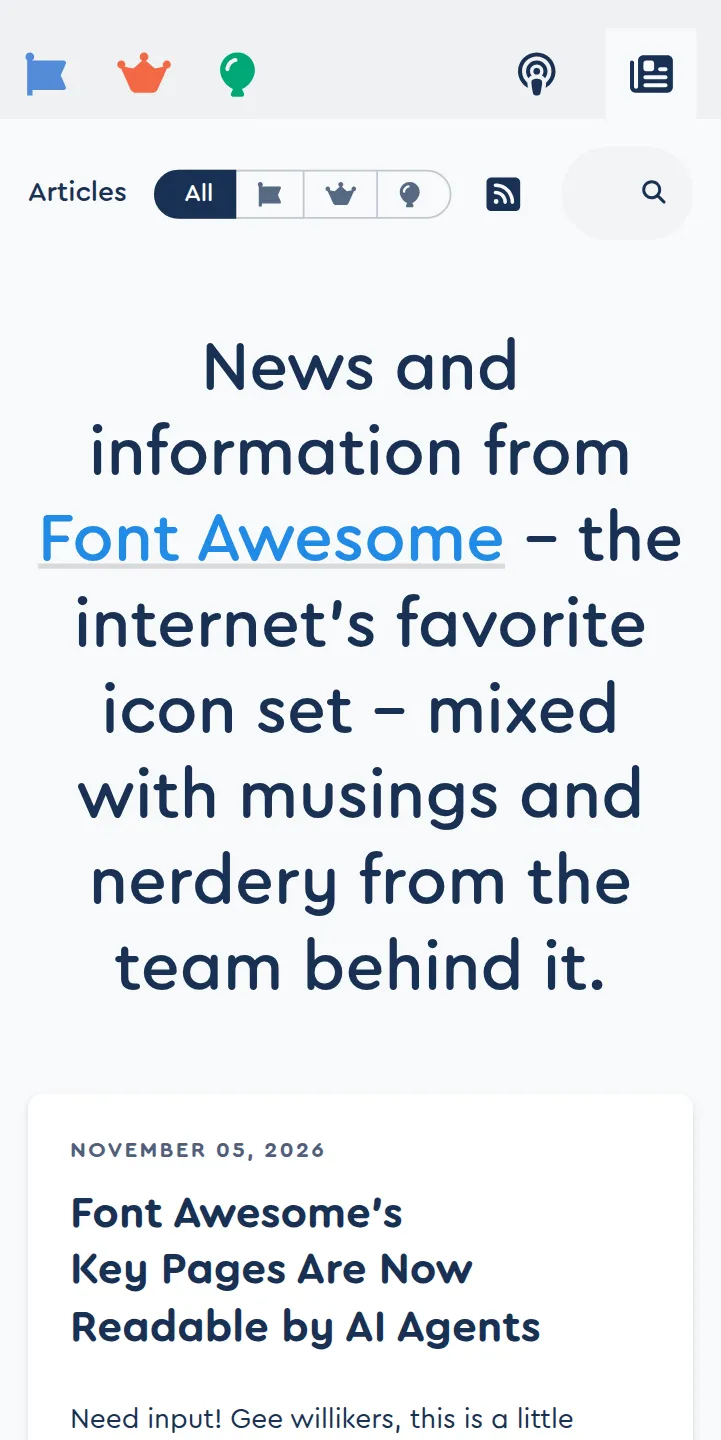 Articles
All
News and
information from
Font Awesome – the
internet's favorite
icon set – mixed
with musings and
nerdery from the
team behind it.
NOVEMBER 05, 2026
Font Awesome's
Key Pages Are Now
Readable by AI Agents
Need input! Gee willikers, this is a little